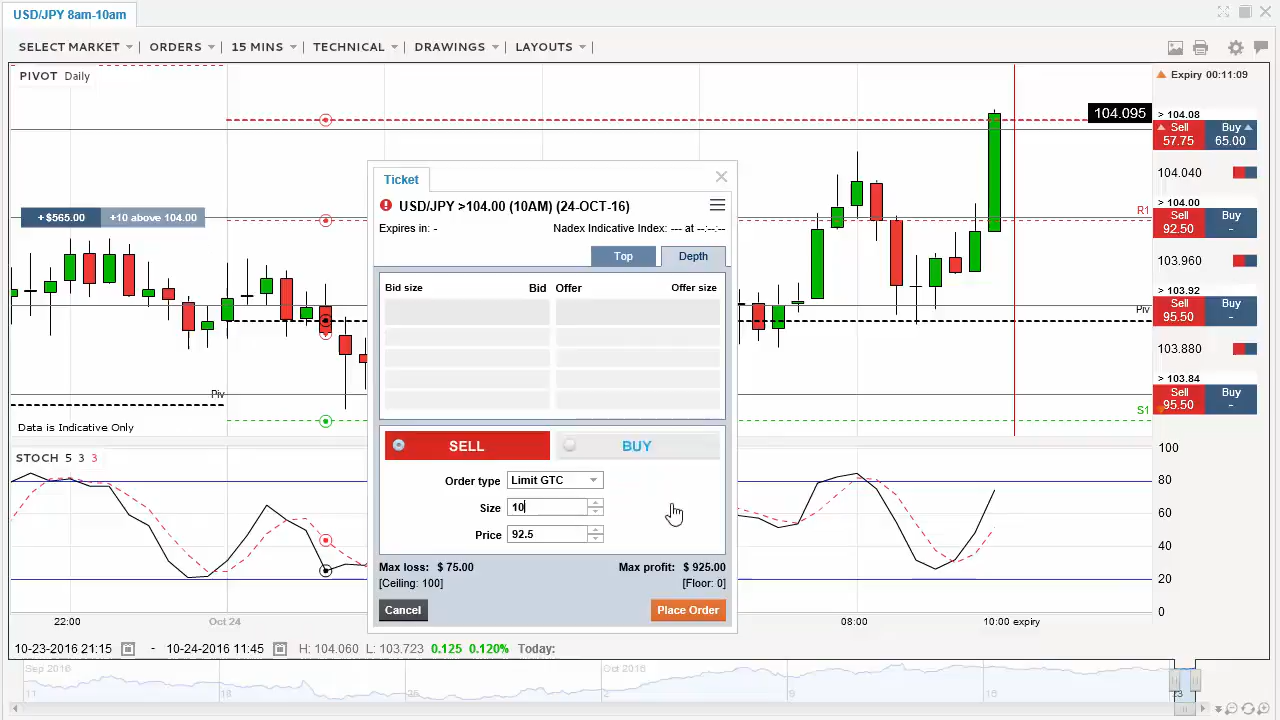 USD/JPY 8am-10am
SELECT MARKET ORDERS 15 MINS TECHNICAL DRAWINGS LAYOUTS
PIVOT Daily
Expiry 00:11:09
104.095
> 104.08
Sell 57.75 Buy 65.00
104.040
+$565.00 +10 above 104.00
R1
> 104.00
Sell 92.50 Buy -
103.960
> 103.92
Sell 95.50 Buy -
Piv
103.880
> 103.84
Sell 95.50 Buy -
Piv
S1
Data is Indicative Only
Ticket
USD/JPY >104.00 (10AM) (24-OCT-16)
Expires in: - Nadex Indicative Index: --- at --:--:--
Top Depth
Bid size Bid Offer Offer size
SELL BUY
Order type Limit GTC
Size 10
Price 92.5
Max loss: $ 75.00 Max profit: $ 925.00
[Ceiling: 100] [Floor: 0]
Cancel Place Order
STOCH 5 3 3
100
80
60
40
20
0
22:00 Oct 24 08:00 10:00 expiry
10-23-2016 21:15 - 10-24-2016 11:45 H: 104.060 L: 103.723 0.125 0.120% Today:
Sep 2016 Oct 2016